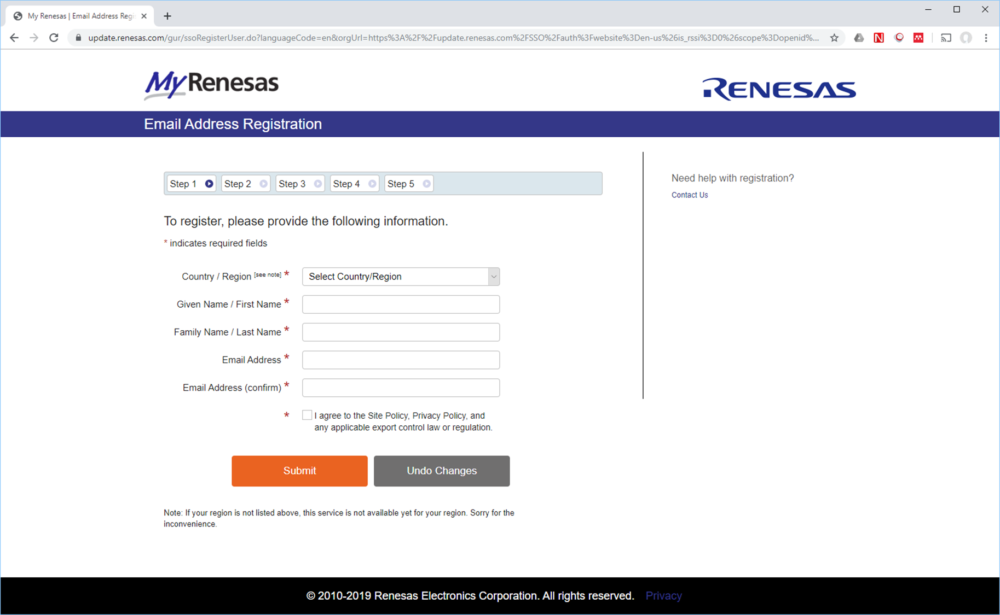 My Renesas | Email Address Regi
update.renesas.com/gur/ssoRegisterUser.do?languageCode=en&orgUrl=https%3A%2F%2Fupdate.renesas.com%2FSSO%2Fauth%3Fwebsite%3Den-us%26is_rssi%3D0%26scope%3Dopenid%...
MyRenesas
RENESAS
Email Address Registration
Step 1 Step 2 Step 3 Step 4 Step 5
Need help with registration?
Contact Us
To register, please provide the following information.
* indicates required fields
Country / Region [see note] * Select Country/Region
Given Name / First Name *
Family Name / Last Name *
Email Address *
Email Address (confirm) *
* I agree to the Site Policy, Privacy Policy, and
any applicable export control law or regulation.
Submit Undo Changes
Note: If your region is not listed above, this service is not available yet for your region. Sorry for the
inconvenience.
© 2010-2019 Renesas Electronics Corporation. All rights reserved. Privacy